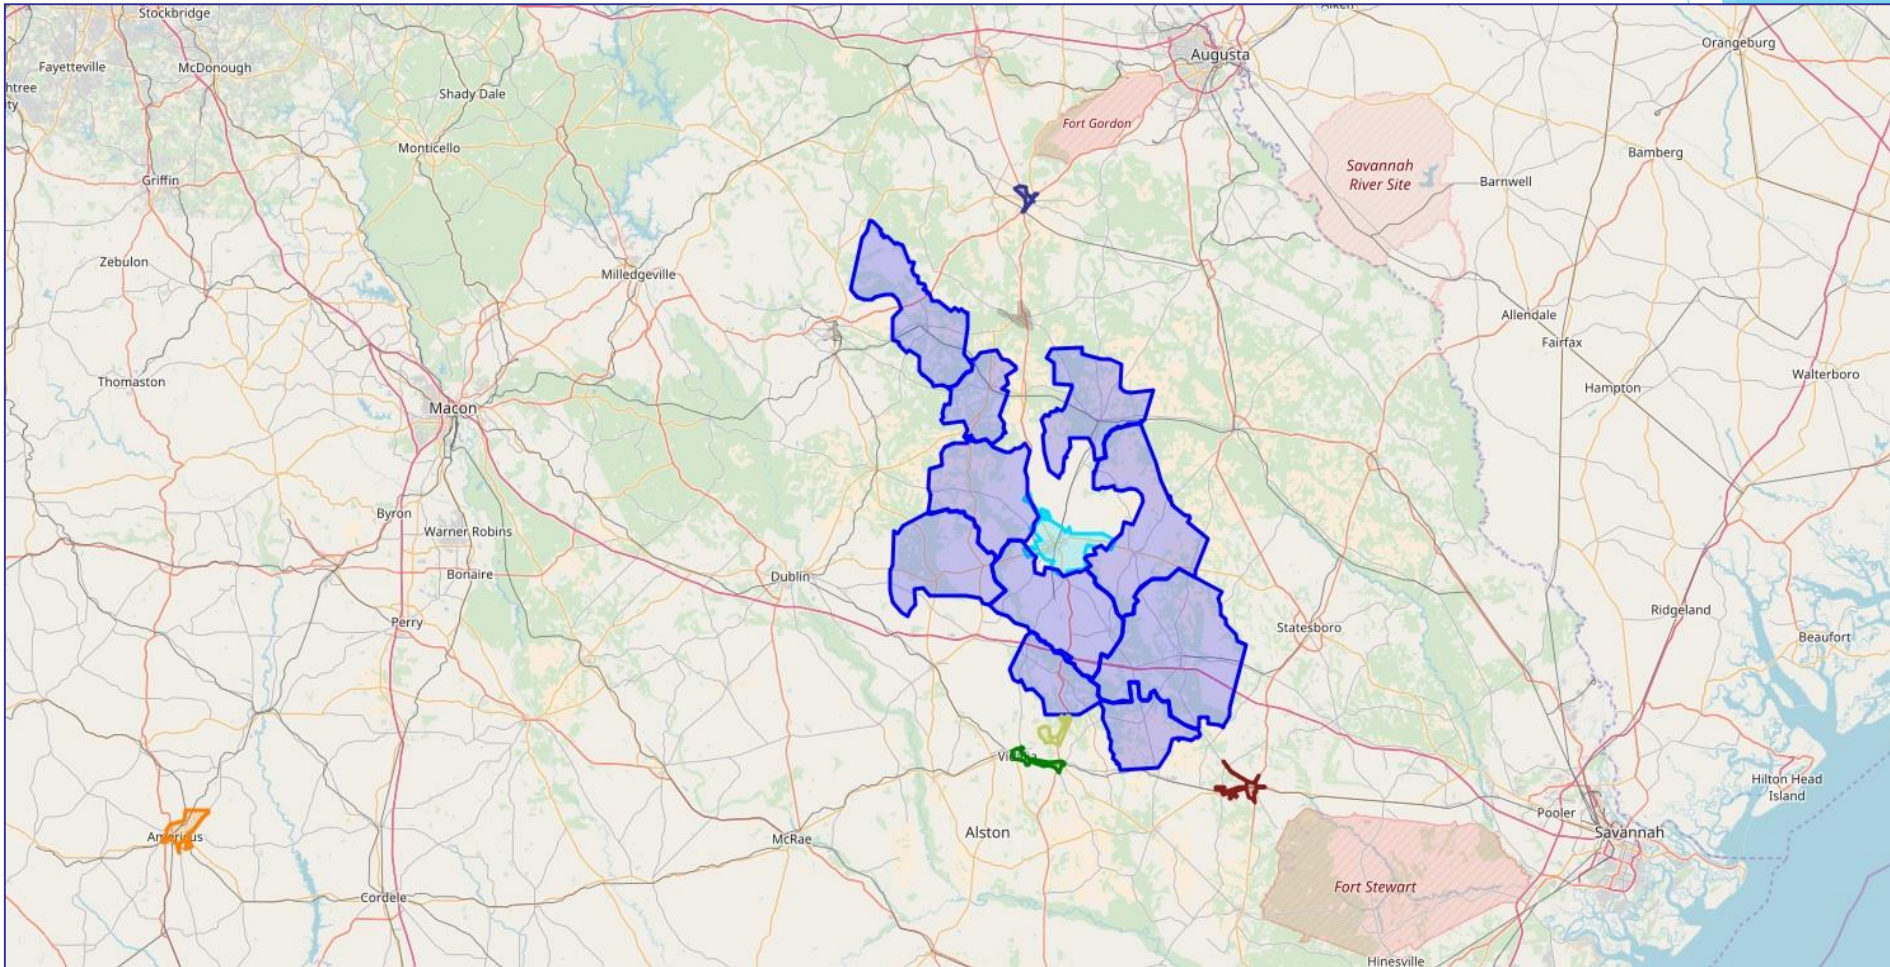 Stockbridge
Aiken
Orangeburg
Fayetteville
McDonough
Augusta
htree
ty
Shady Dale
Fort Gordon
Monticello
Bamberg
Griffin
Savannah
River Site
Barnwell
Zebulon
Milledgeville
Allendale
Fairfax
Thomaston
Walterboro
Hampton
Macon
Byron
Warner Robins
Bonaire
Dublin
Perry
Statesboro
Ridgeland
Beaufort
Hilton Head
Island
Pooler
Americus
McRae
Alston
Savannah
Fort Stewart
Cordele
Hinesville